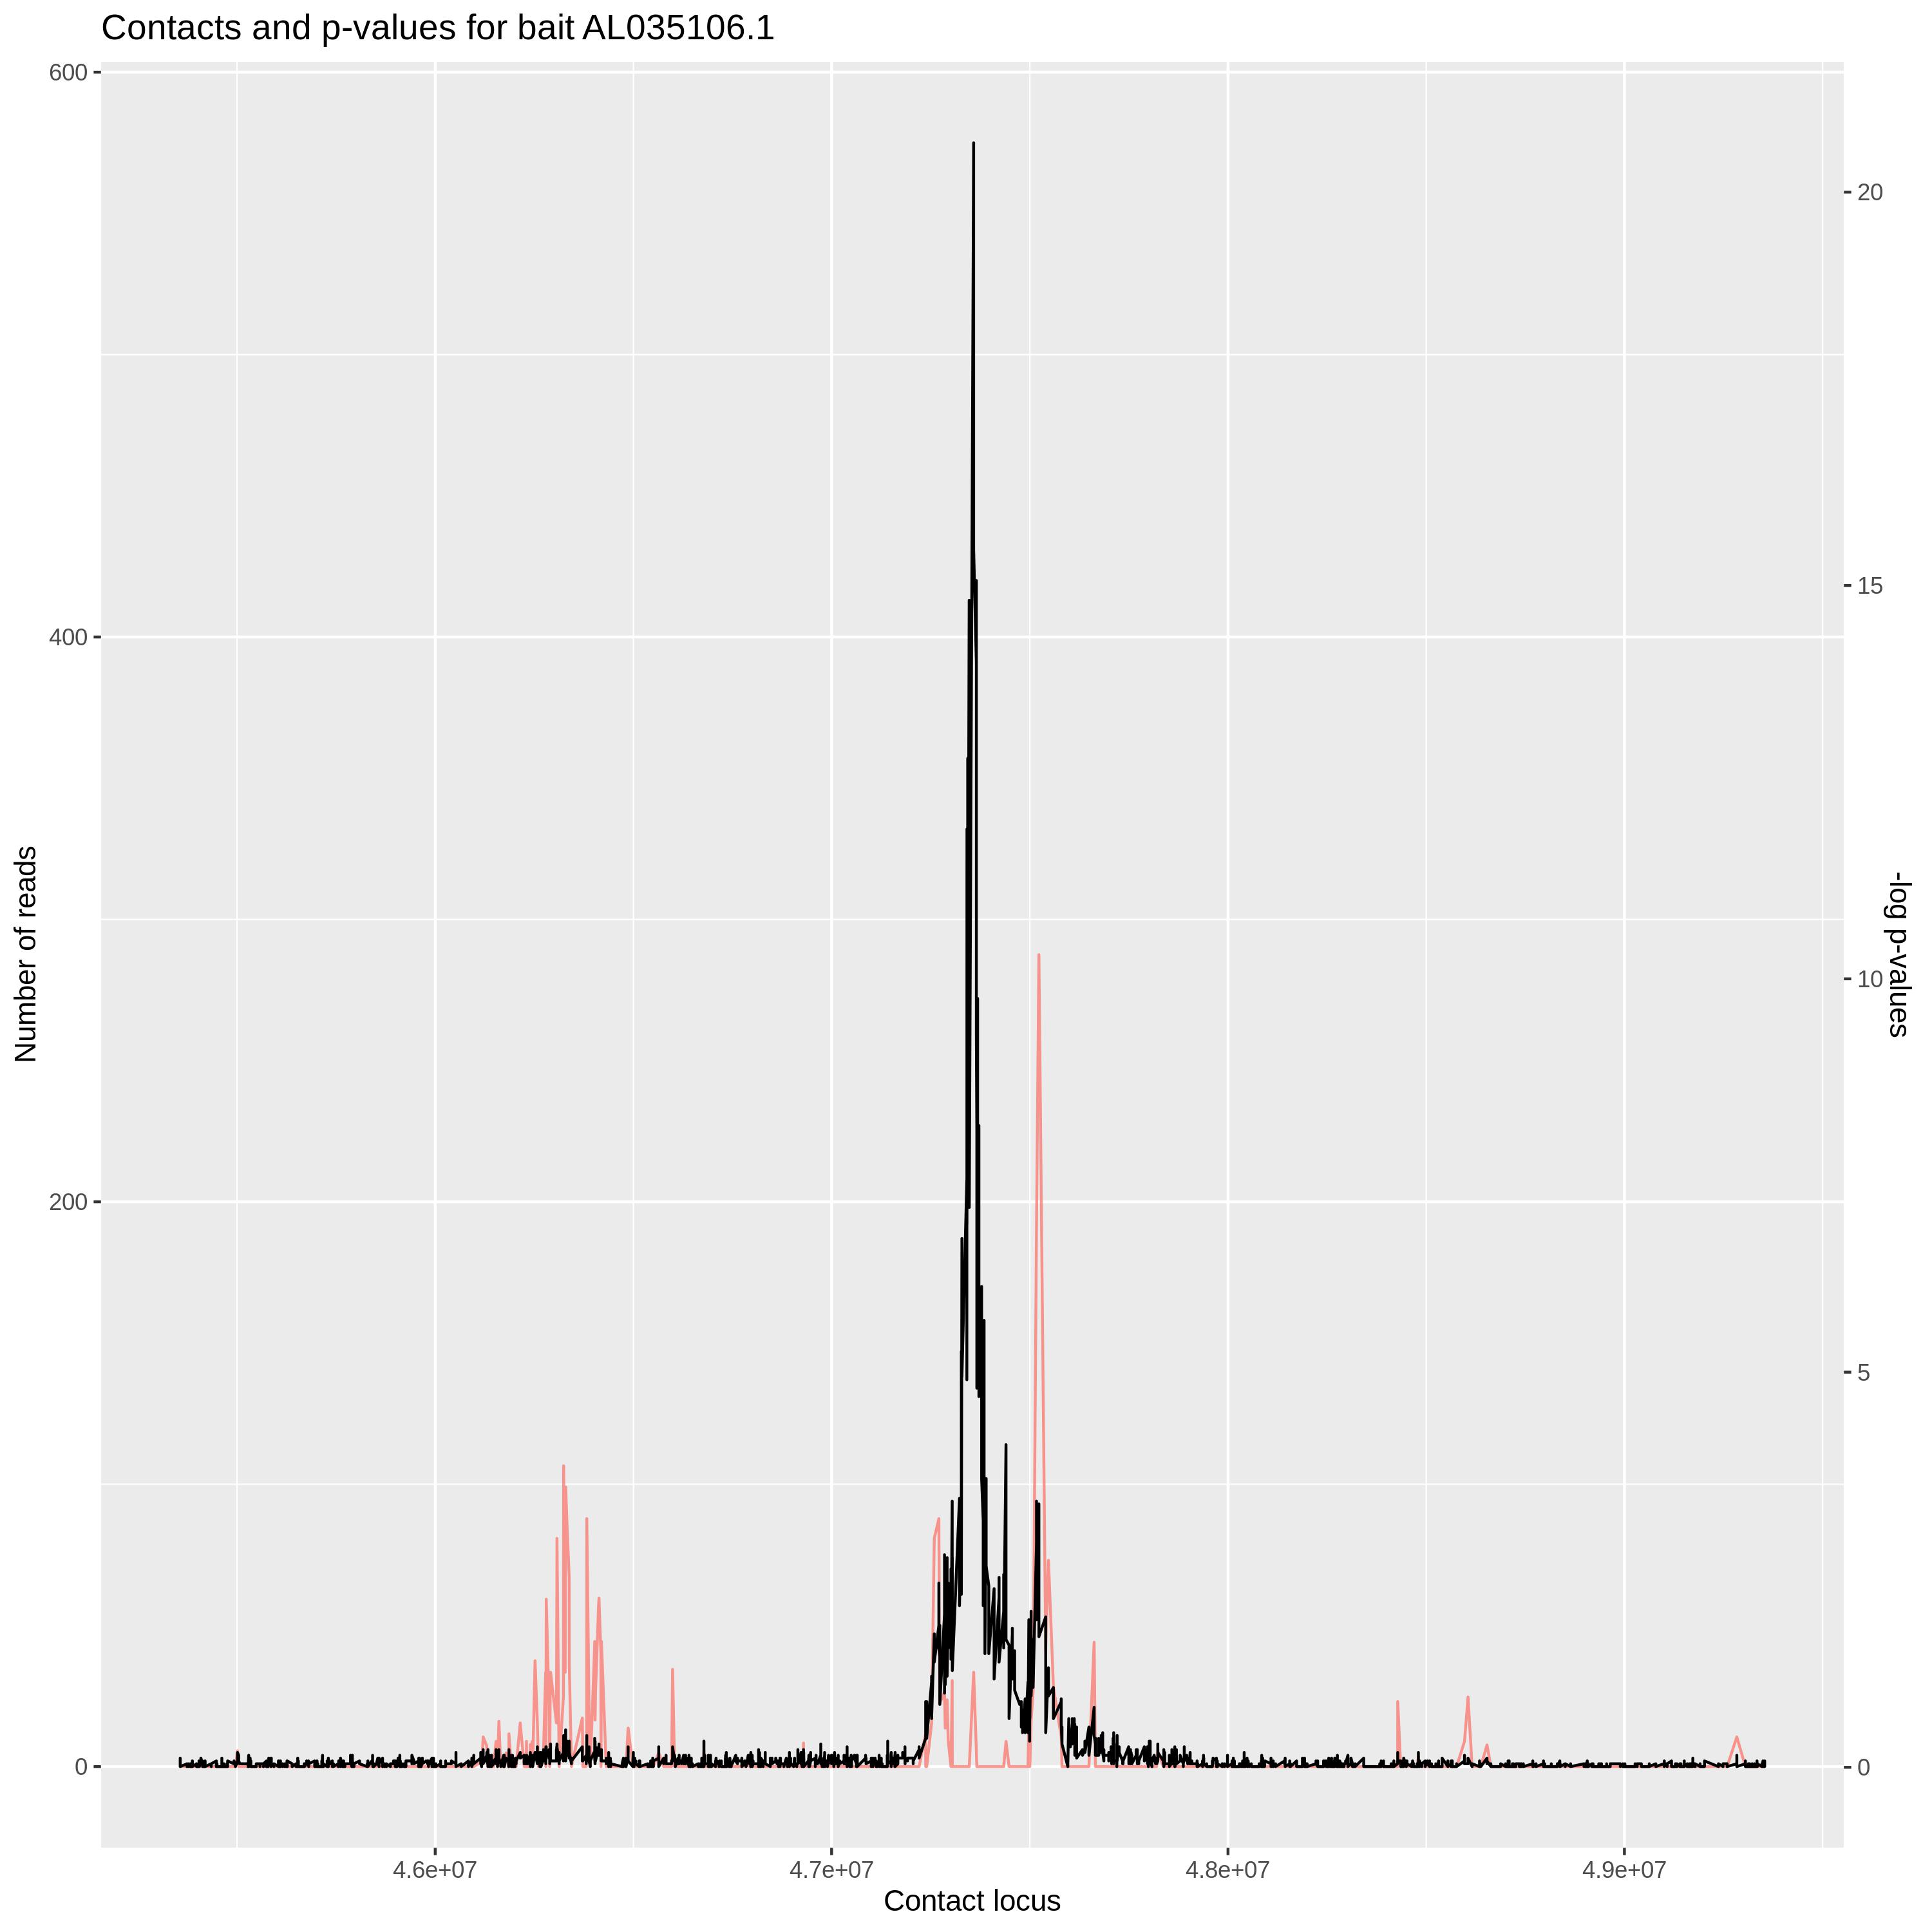 Contacts and p-values for bait AL035106.1
600
400
200
0
Number of reads
20
15
10
5
0
-log p-values
4.6e+07 4.7e+07 4.8e+07 4.9e+07
Contact locus